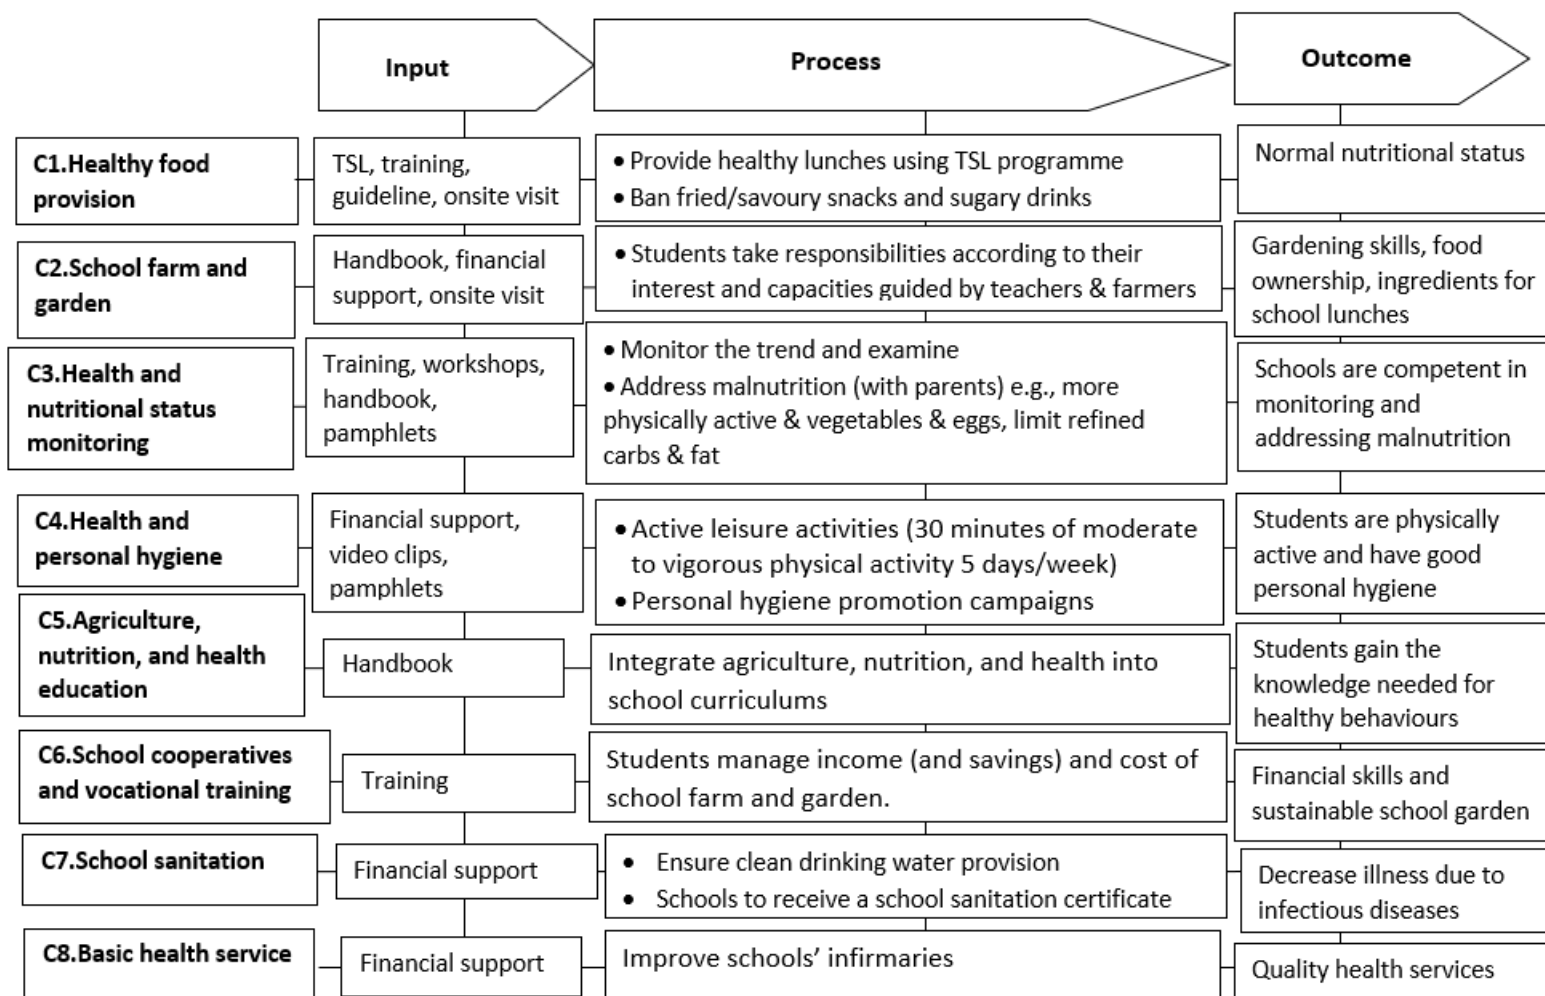 Input
Process
Outcome
C1.Healthy food
provision
TSL, training,
guideline, onsite visit
• Provide healthy lunches using TSL programme
• Ban fried/savoury snacks and sugary drinks
Normal nutritional status
C2.School farm and
garden
Handbook, financial
support, onsite visit
• Students take responsibilities according to their
interest and capacities guided by teachers & farmers
Gardening skills, food
ownership, ingredients for
school lunches
C3.Health and
nutritional status
monitoring
Training, workshops,
handbook,
pamphlets
• Monitor the trend and examine
• Address malnutrition (with parents) e.g., more
physically active & vegetables & eggs, limit refined
carbs & fat
Schools are competent in
monitoring and
addressing malnutrition
C4.Health and
personal hygiene
Financial support,
video clips,
pamphlets
• Active leisure activities (30 minutes of moderate
to vigorous physical activity 5 days/week)
• Personal hygiene promotion campaigns
Students are physically
active and have good
personal hygiene
C5.Agriculture,
nutrition, and health
education
Handbook
Integrate agriculture, nutrition, and health into
school curriculums
Students gain the
knowledge needed for
healthy behaviours
C6.School cooperatives
and vocational training
Training
Students manage income (and savings) and cost of
school farm and garden.
Financial skills and
sustainable school garden
C7.School sanitation
Financial support
• Ensure clean drinking water provision
• Schools to receive a school sanitation certificate
Decrease illness due to
infectious diseases
C8.Basic health service
Financial support
Improve schools’ infirmaries
Quality health services